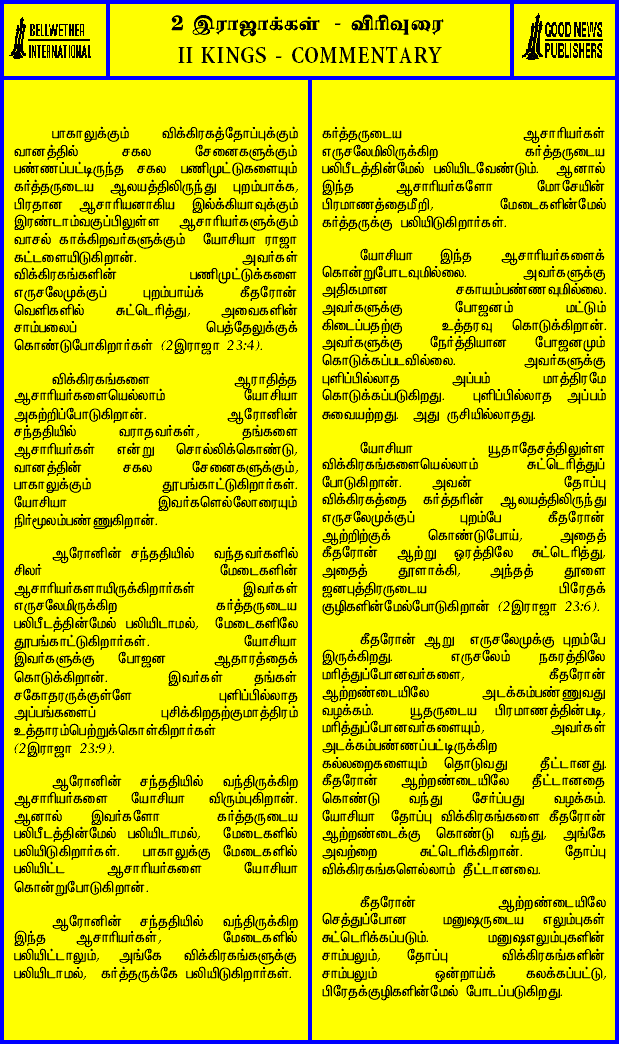 BELLWETHER
INTERNATIONAL
2 இராஜாக்கள் - விரிவுரை
II KINGS - COMMENTARY
GOOD NEWS
PUBLISHERS
பாகாலுக்கும் விக்கிரகத்தோப்புக்கும்
வானத்தில் சகல சேனைகளுக்கும்
பண்ணப்பட்டிருந்த சகல பணிமுட்டுகளையும்
கர்த்தருடைய ஆலயத்திலிருந்து புறம்பாக்க,
பிரதான ஆசாரியனாகிய இல்க்கியாவுக்கும்
இரண்டாம்வகுப்பிலுள்ள ஆசாரியர்களுக்கும்
வாசல் காக்கிறவர்களுக்கும் யோசியா ராஜா
கட்டளையிடுகிறான். அவர்கள்
விக்கிரகங்களின் பணிமுட்டுக்களை
எருசலேமுக்குப் புறம்பாய்க் கீதரோன்
வெளிகளில் சுட்டெரித்து, அவைகளின்
சாம்பலைப் பெத்தேலுக்குக்
கொண்டுபோகிறார்கள் (2இராஜா 23:4).
விக்கிரகங்களை ஆராதித்த
ஆசாரியர்களையெல்லாம் யோசியா
அகற்றிப்போடுகிறான். ஆரோனின்
சந்ததியில் வராதவர்கள், தங்களை
ஆசாரியர்கள் என்று சொல்லிக்கொண்டு,
வானத்தின் சகல சேனைகளுக்கும்,
பாகாலுக்கும் தூபங்காட்டுகிறார்கள்.
யோசியா இவர்களெல்லோரையும்
நிர்மூலம்பண்ணுகிறான்.
ஆரோனின் சந்ததியில் வந்தவர்களில்
சிலர் மேடைகளின்
ஆசாரியர்களாயிருக்கிறார்கள் இவர்கள்
எருசலேமிருக்கிற கர்த்தருடைய
பலிபீடத்தின்மேல் பலியிடாமல், மேடைகளிலே
தூபங்காட்டுகிறார்கள். யோசியா
இவர்களுக்கு போஜன ஆதாரத்தைக்
கொடுக்கிறான். இவர்கள் தங்கள்
சகோதரருக்குள்ளே புளிப்பில்லாத
அப்பங்களைப் புசிக்கிறதற்குமாத்திரம்
உத்தாரம்பெற்றுக்கொள்கிறார்கள்
(2இராஜா 23:9).
ஆரோனின் சந்ததியில் வந்திருக்கிற
ஆசாரியர்களை யோசியா விரும்புகிறான்.
ஆனால் இவர்களோ கர்த்தருடைய
பலிபீடத்தின்மேல் பலியிடாமல், மேடைகளில்
பலியிடுகிறார்கள். பாகாலுக்கு மேடைகளில்
பலியிட்ட ஆசாரியர்களை யோசியா
கொன்றுபோடுகிறான்.
ஆரோனின் சந்ததியில் வந்திருக்கிற
இந்த ஆசாரியர்கள், மேடைகளில்
பலியிட்டாலும், அங்கே விக்கிரகங்களுக்கு
பலியிடாமல், கர்த்தருக்கே பலியிடுகிறார்கள்.
கர்த்தருடைய ஆசாரியர்கள்
எருசலேமிலிருக்கிற கர்த்தருடைய
பலிபீடத்தின்மேல் பலியிடவேண்டும். ஆனால்
இந்த ஆசாரியர்களோ மோசேயின்
பிரமாணத்தைமீறி, மேடைகளின்மேல்
கர்த்தருக்கு பலியிடுகிறார்கள்.
யோசியா இந்த ஆசாரியர்களைக்
கொன்றுபோடவுமில்லை. அவர்களுக்கு
அதிகமான சகாயம்பண்ணவுமில்லை.
அவர்களுக்கு போஜனம் மட்டும்
கிடைப்பதற்கு உத்தரவு கொடுக்கிறான்.
அவர்களுக்கு நேர்த்தியான போஜனமும்
கொடுக்கப்படவில்லை. அவர்களுக்கு
புளிப்பில்லாத அப்பம் மாத்திரமே
கொடுக்கப்படுகிறது. புளிப்பில்லாத அப்பம்
சுவையற்றது. அது ருசியில்லாதது.
யோசியா யூதாதேசத்திலுள்ள
விக்கிரகங்களையெல்லாம் சுட்டெரித்துப்
போடுகிறான். அவன் தோப்பு
விக்கிரகத்தை கர்த்தரின் ஆலயத்திலிருந்து
எருசலேமுக்குப் புறம்பே கீதரோன்
ஆற்றிற்குக் கொண்டுபோய், அதைத்
கீதரோன் ஆற்று ஓரத்திலே சுட்டெரித்து,
அதைத் தூளாக்கி, அந்தத் தூளை
ஜனபுத்திரருடைய பிரேதக்
குழிகளின்மேல்போடுகிறான் (2இராஜா 23:6).
கீதரோன் ஆறு எருசலேமுக்கு புறம்பே
இருக்கிறது. எருசலேம் நகரத்திலே
மரித்துப்போனவர்களை, கீதரோன்
ஆற்றண்டையிலே அடக்கம்பண்ணுவது
வழக்கம். யூதருடைய பிரமாணத்தின்படி,
மரித்துப்போனவர்களையும், அவர்கள்
அடக்கம்பண்ணப்பட்டிருக்கிற
கல்லறைகளையும் தொடுவது தீட்டானது.
கீதரோன் ஆற்றண்டையிலே தீட்டானதை
கொண்டு வந்து சேர்ப்பது வழக்கம்.
யோசியா தோப்பு விக்கிரகங்களை கீதரோன்
ஆற்றண்டைக்கு கொண்டு வந்து, அங்கே
அவற்றை சுட்டெரிக்கிறான். தோப்பு
விக்கிரகங்களெல்லாம் தீட்டானவை.
கீதரோன் ஆற்றண்டையிலே
செத்துப்போன மனுஷருடைய எலும்புகள்
சுட்டெரிக்கப்படும். மனுஷஎலும்புகளின்
சாம்பலும், தோப்பு விக்கிரகங்களின்
சாம்பலும் ஒன்றாய்க் கலக்கப்பட்டு,
பிரேதக்குழிகளின்மேல் போடப்படுகிறது.